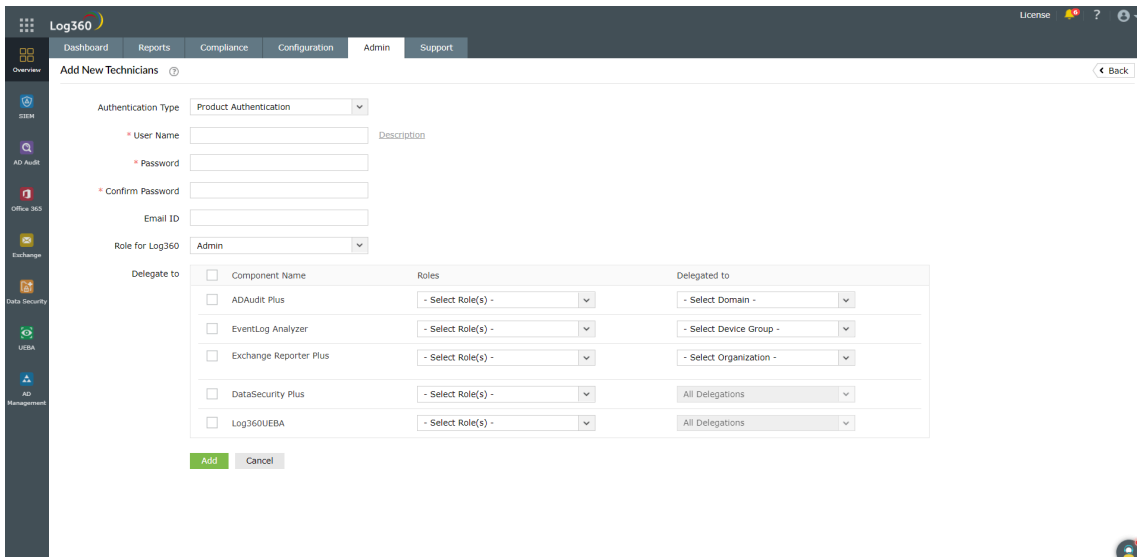 Log360
License 6 ?
Dashboard Reports Compliance Configuration Admin Support
Overview
SIEM
AD Audit
Office 365
Exchange
Data Security
UEBA
AD
Management
Add New Technicians ?
Back
Authentication Type Product Authentication
* User Name Description
* Password
* Confirm Password
Email ID
Role for Log360 Admin
Delegate to Component Name Roles Delegated to
ADAudit Plus - Select Role(s) - - Select Domain -
EventLog Analyzer - Select Role(s) - - Select Device Group -
Exchange Reporter Plus - Select Role(s) - - Select Organization -
DataSecurity Plus - Select Role(s) - All Delegations
Log360UEBA - Select Role(s) - All Delegations
Add Cancel